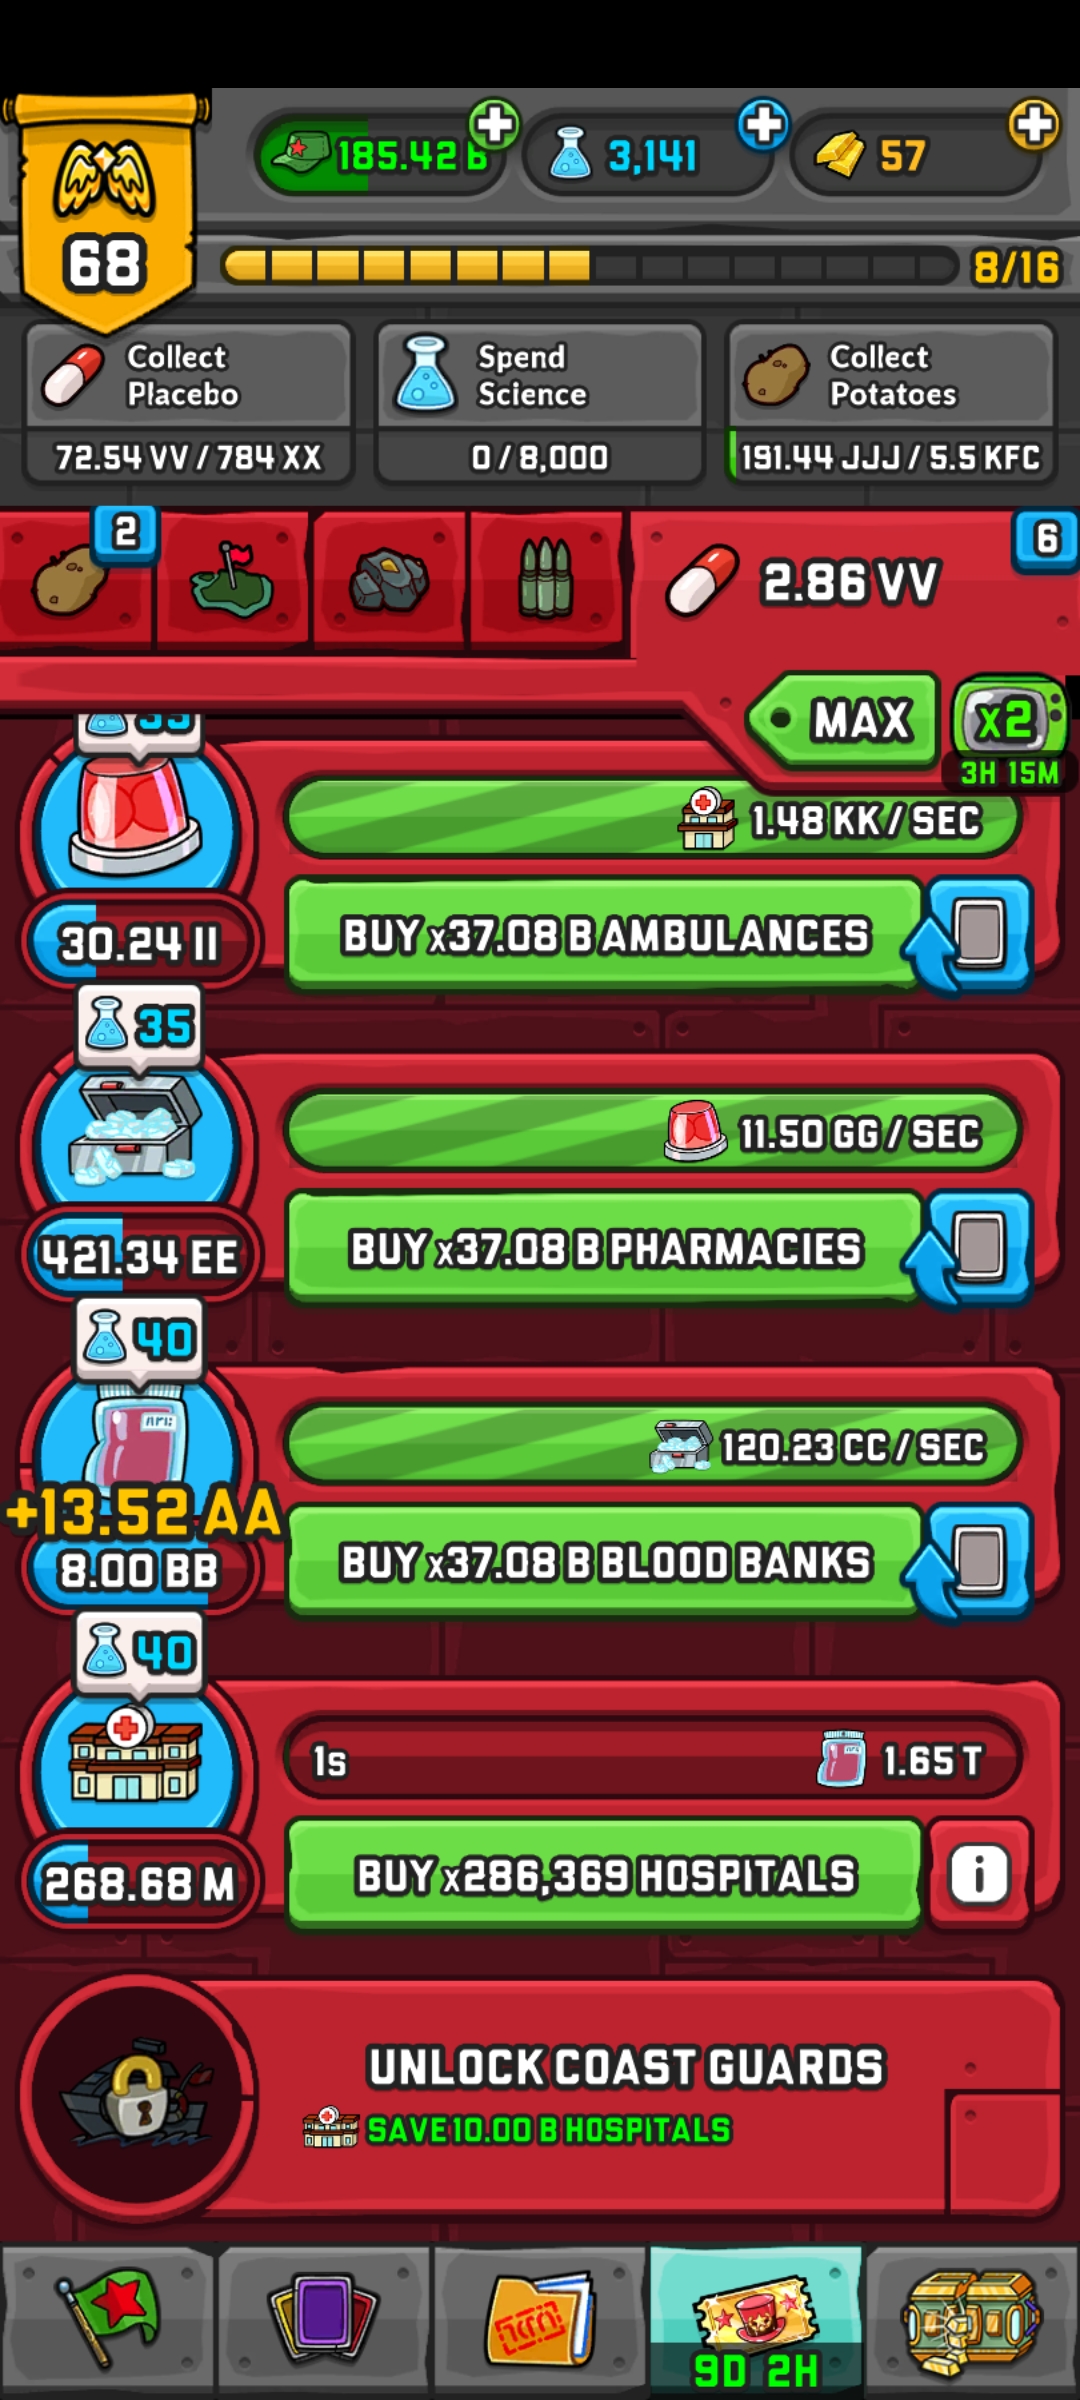 185.42 B
3,141
57
68
8/16
Collect
Placebo
72.54 VV / 784 XX
Spend
Science
0 / 8,000
Collect
Potatoes
191.44 JJJ / 5.5 KFC
2
2.86 VV
6
MAX
x2
3H 15M
35
1.48 KK / SEC
BUY x37.08 B AMBULANCES
30.24 II
35
11.50 GG / SEC
BUY x37.08 B PHARMACIES
421.34 EE
40
120.23 CC / SEC
+13.52 AA
BUY x37.08 B BLOOD BANKS
8.00 BB
40
1s
1.65 T
BUY x286,369 HOSPITALS
i
268.68 M
UNLOCK COAST GUARDS
SAVE 10.00 B HOSPITALS
9D 2H